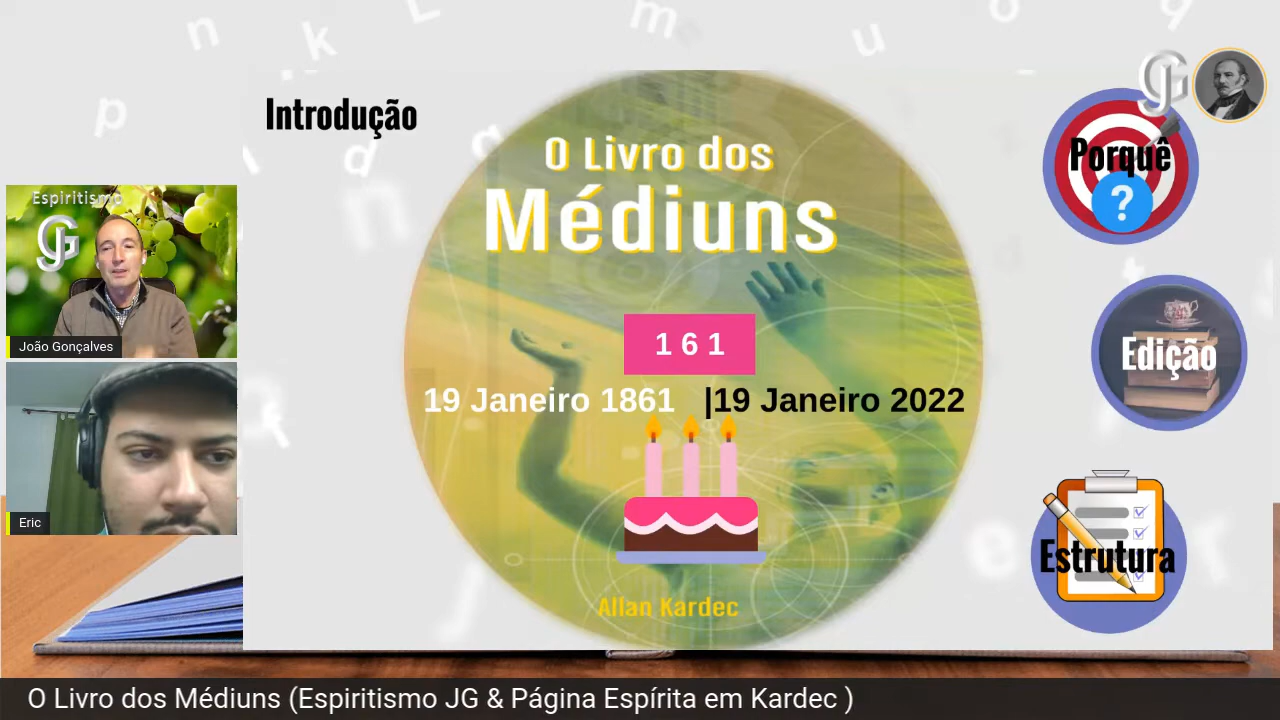 Introdução
O Livro dos
Médiuns
161
19 Janeiro 1861 |19 Janeiro 2022
Allan Kardec
Porquê
?
Edição
Estrutura
Espiritismo
JG
João Gonçalves
Eric
JG
O Livro dos Médiuns (Espiritismo JG & Página Espírita em Kardec )